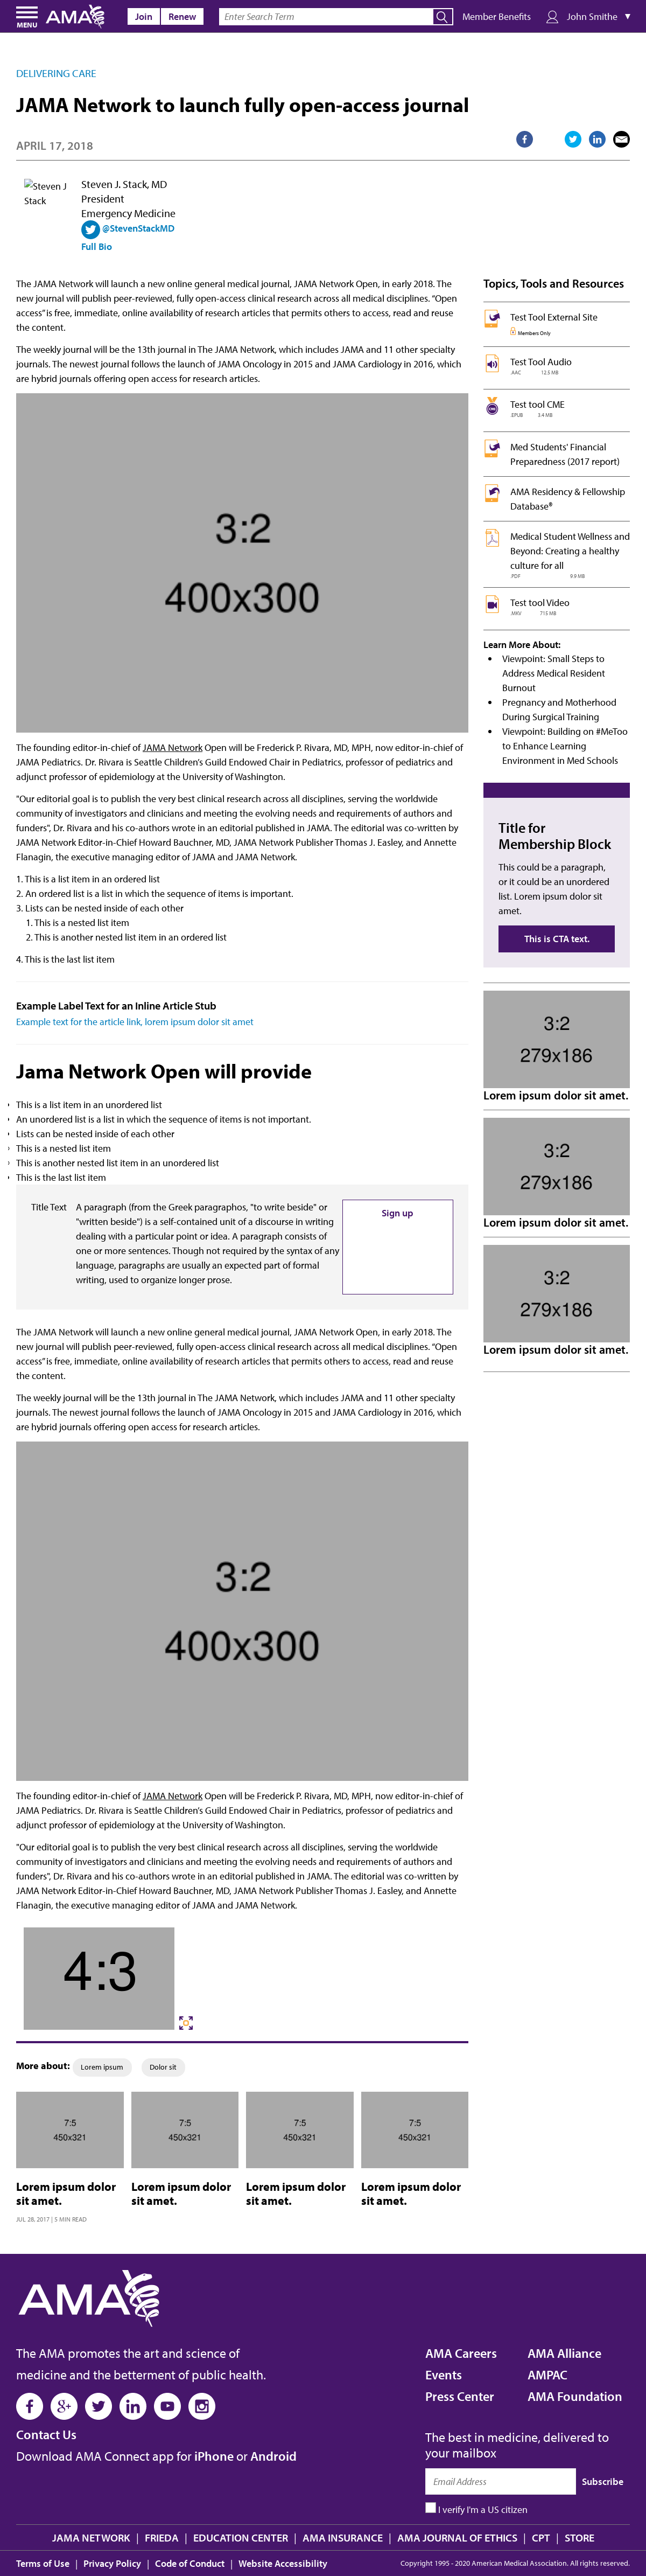 MENU
AMA
Join
Renew
Enter Search Term
Member Benefits
John Smithe ▼
DELIVERING CARE
JAMA Network to launch fully open-access journal
APRIL 17, 2018
Steven J Stack
Steven J. Stack, MD
President
Emergency Medicine
@StevenStackMD
Full Bio
The JAMA Network will launch a new online general medical journal, JAMA Network Open, in early 2018. The
new journal will publish peer-reviewed, fully open-access clinical research across all medical disciplines. “Open
access” is free, immediate, online availability of research articles that permits others to access, read and reuse
the content.
The weekly journal will be the 13th journal in The JAMA Network, which includes JAMA and 11 other specialty
journals. The newest journal follows the launch of JAMA Oncology in 2015 and JAMA Cardiology in 2016, which
are hybrid journals offering open access for research articles.
3:2
400x300
The founding editor-in-chief of JAMA Network Open will be Frederick P. Rivara, MD, MPH, now editor-in-chief of
JAMA Pediatrics. Dr. Rivara is Seattle Children's Guild Endowed Chair in Pediatrics, professor of pediatrics and
adjunct professor of epidemiology at the University of Washington.
"Our editorial goal is to publish the very best clinical research across all disciplines, serving the worldwide
community of investigators and clinicians and meeting the evolving needs and requirements of authors and
funders", Dr. Rivara and his co-authors wrote in an editorial published in JAMA. The editorial was co-written by
JAMA Network Editor-in-Chief Howard Bauchner, MD, JAMA Network Publisher Thomas J. Easley, and Annette
Flanagin, the executive managing editor of JAMA and JAMA Network.
1. This is a list item in an ordered list
2. An ordered list is a list in which the sequence of items is important.
3. Lists can be nested inside of each other
1. This is a nested list item
2. This is another nested list item in an ordered list
4. This is the last list item
Example Label Text for an Inline Article Stub
Example text for the article link, lorem ipsum dolor sit amet
Jama Network Open will provide
This is a list item in an unordered list
An unordered list is a list in which the sequence of items is not important.
Lists can be nested inside of each other
This is a nested list item
This is another nested list item in an unordered list
This is the last list item
Title Text
A paragraph (from the Greek paragraphos, "to write beside" or
"written beside") is a self-contained unit of a discourse in writing
dealing with a particular point or idea. A paragraph consists of
one or more sentences. Though not required by the syntax of any
language, paragraphs are usually an expected part of formal
writing, used to organize longer prose.
Sign up
The JAMA Network will launch a new online general medical journal, JAMA Network Open, in early 2018. The
new journal will publish peer-reviewed, fully open-access clinical research across all medical disciplines. “Open
access” is free, immediate, online availability of research articles that permits others to access, read and reuse
the content.
The weekly journal will be the 13th journal in The JAMA Network, which includes JAMA and 11 other specialty
journals. The newest journal follows the launch of JAMA Oncology in 2015 and JAMA Cardiology in 2016, which
are hybrid journals offering open access for research articles.
3:2
400x300
The founding editor-in-chief of JAMA Network Open will be Frederick P. Rivara, MD, MPH, now editor-in-chief of
JAMA Pediatrics. Dr. Rivara is Seattle Children's Guild Endowed Chair in Pediatrics, professor of pediatrics and
adjunct professor of epidemiology at the University of Washington.
"Our editorial goal is to publish the very best clinical research across all disciplines, serving the worldwide
community of investigators and clinicians and meeting the evolving needs and requirements of authors and
funders", Dr. Rivara and his co-authors wrote in an editorial published in JAMA. The editorial was co-written by
JAMA Network Editor-in-Chief Howard Bauchner, MD, JAMA Network Publisher Thomas J. Easley, and Annette
Flanagin, the executive managing editor of JAMA and JAMA Network.
4:3
More about: Lorem ipsum Dolor sit
7:5
450x321
Lorem ipsum dolor
sit amet.
JUL 28, 2017 | 5 MIN READ
7:5
450x321
Lorem ipsum dolor
sit amet.
7:5
450x321
Lorem ipsum dolor
sit amet.
7:5
450x321
Lorem ipsum dolor
sit amet.
Topics, Tools and Resources
Test Tool External Site
Members Only
Test Tool Audio
.AAC 12.5 MB
Test tool CME
.EPUB 3.4 MB
Med Students' Financial
Preparedness (2017 report)
AMA Residency & Fellowship
Database®
Medical Student Wellness and
Beyond: Creating a healthy
culture for all
.PDF 9.9 MB
Test tool Video
.MKV 715 MB
Learn More About:
Viewpoint: Small Steps to
Address Medical Resident
Burnout
Pregnancy and Motherhood
During Surgical Training
Viewpoint: Building on #MeToo
to Enhance Learning
Environment in Med Schools
Title for
Membership Block
This could be a paragraph,
or it could be an unordered
list. Lorem ipsum dolor sit
amet.
This is CTA text.
3:2
279x186
Lorem ipsum dolor sit amet.
3:2
279x186
Lorem ipsum dolor sit amet.
3:2
279x186
Lorem ipsum dolor sit amet.
AMA
The AMA promotes the art and science of
medicine and the betterment of public health.
Contact Us
Download AMA Connect app for iPhone or Android
AMA Careers
Events
Press Center
AMA Alliance
AMPAC
AMA Foundation
The best in medicine, delivered to
your mailbox
Email Address
Subscribe
I verify I'm a US citizen
JAMA NETWORK | FRIEDA | EDUCATION CENTER | AMA INSURANCE | AMA JOURNAL OF ETHICS | CPT | STORE
Terms of Use | Privacy Policy | Code of Conduct | Website Accessibility
Copyright 1995 - 2020 American Medical Association. All rights reserved.